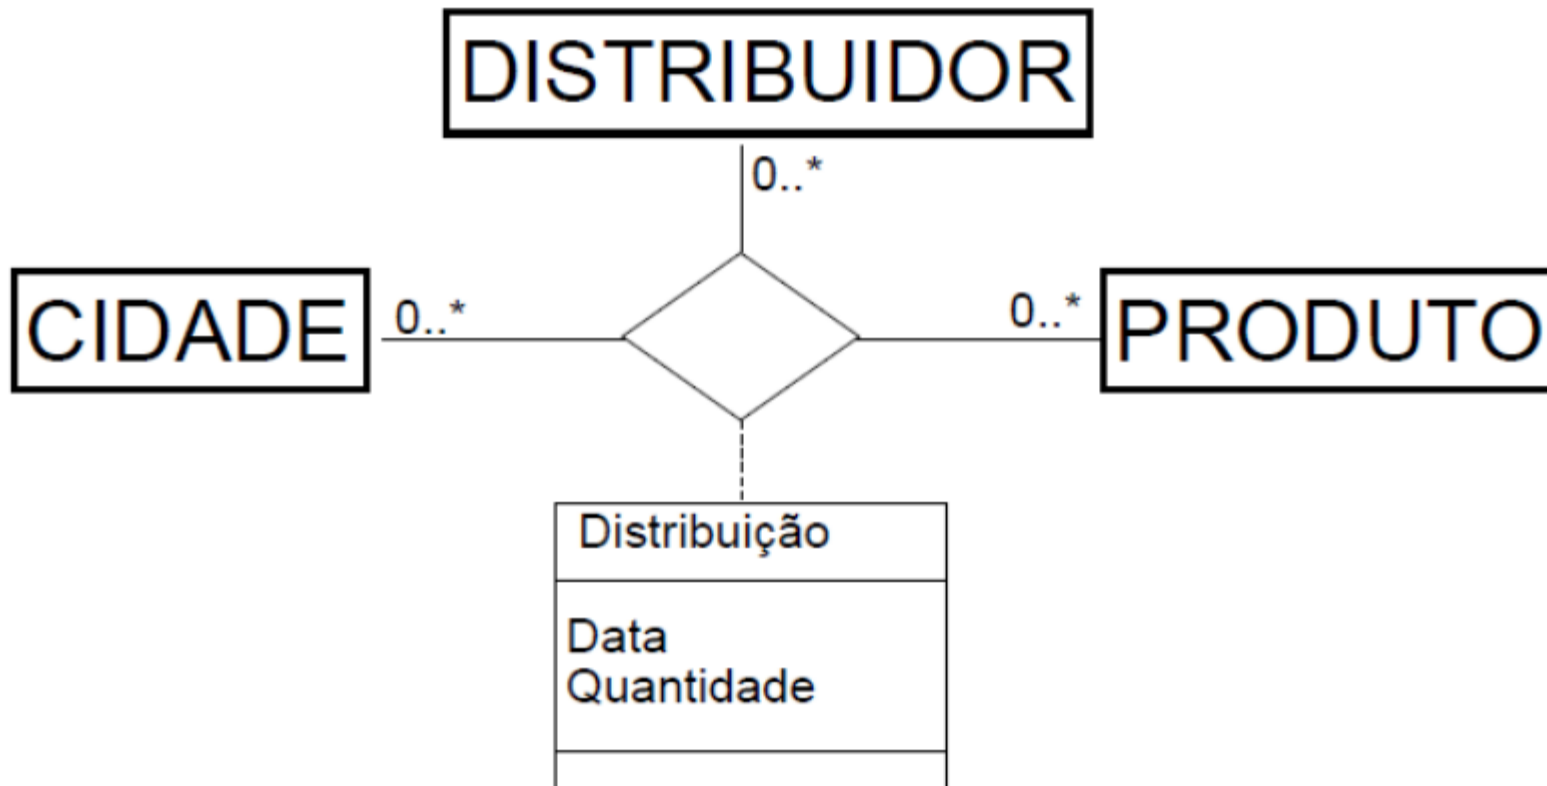 DISTRIBUIDOR
0..*
CIDADE
0..*
0..*
PRODUTO
Distribuição
Data
Quantidade